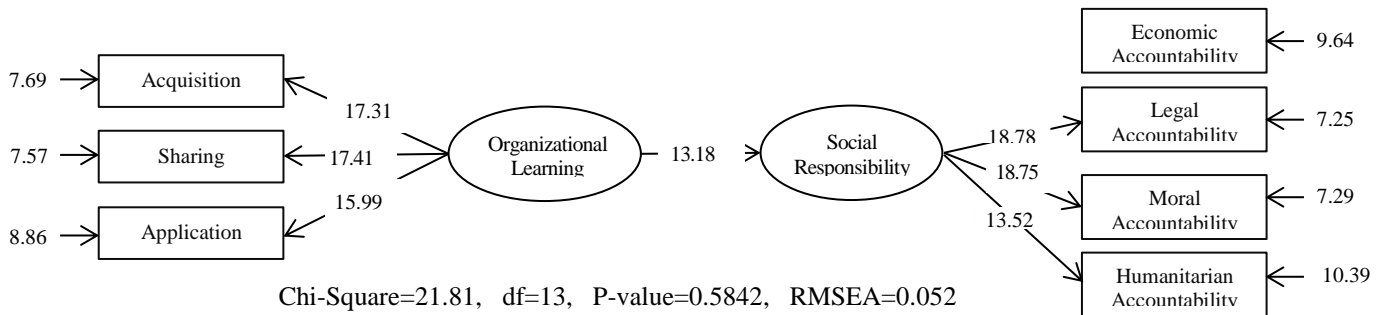 Economic
Accountability
9.64
7.69
Acquisition
17.31
Legal
Accountability
7.25
18.78
7.57
Sharing
17.41
Organizational
Learning
13.18
Social
Responsibility
18.75
Moral
Accountability
7.29
15.99
13.52
8.86
Application
Humanitarian
Accountability
10.39
Chi-Square=21.81, df=13, P-value=0.5842, RMSEA=0.052